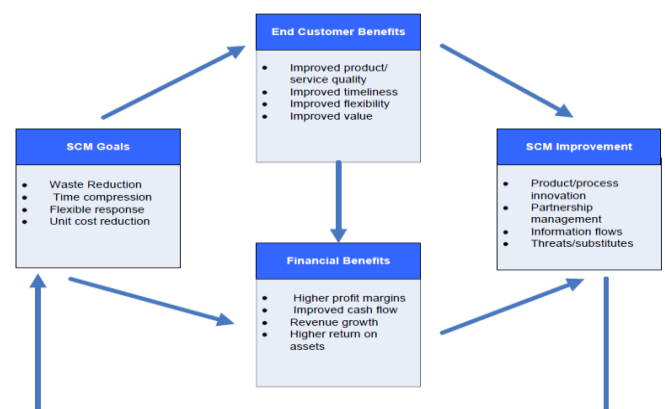 End Customer Benefits
Improved product/
service quality
Improved timeliness
Improved flexibility
Improved value
SCM Goals
Waste Reduction
Time compression
Flexible response
Unit cost reduction
SCM Improvement
Product/process
innovation
Partnership
management
Information flows
Threats/substitutes
Financial Benefits
Higher profit margins
Improved cash flow
Revenue growth
Higher return on
assets